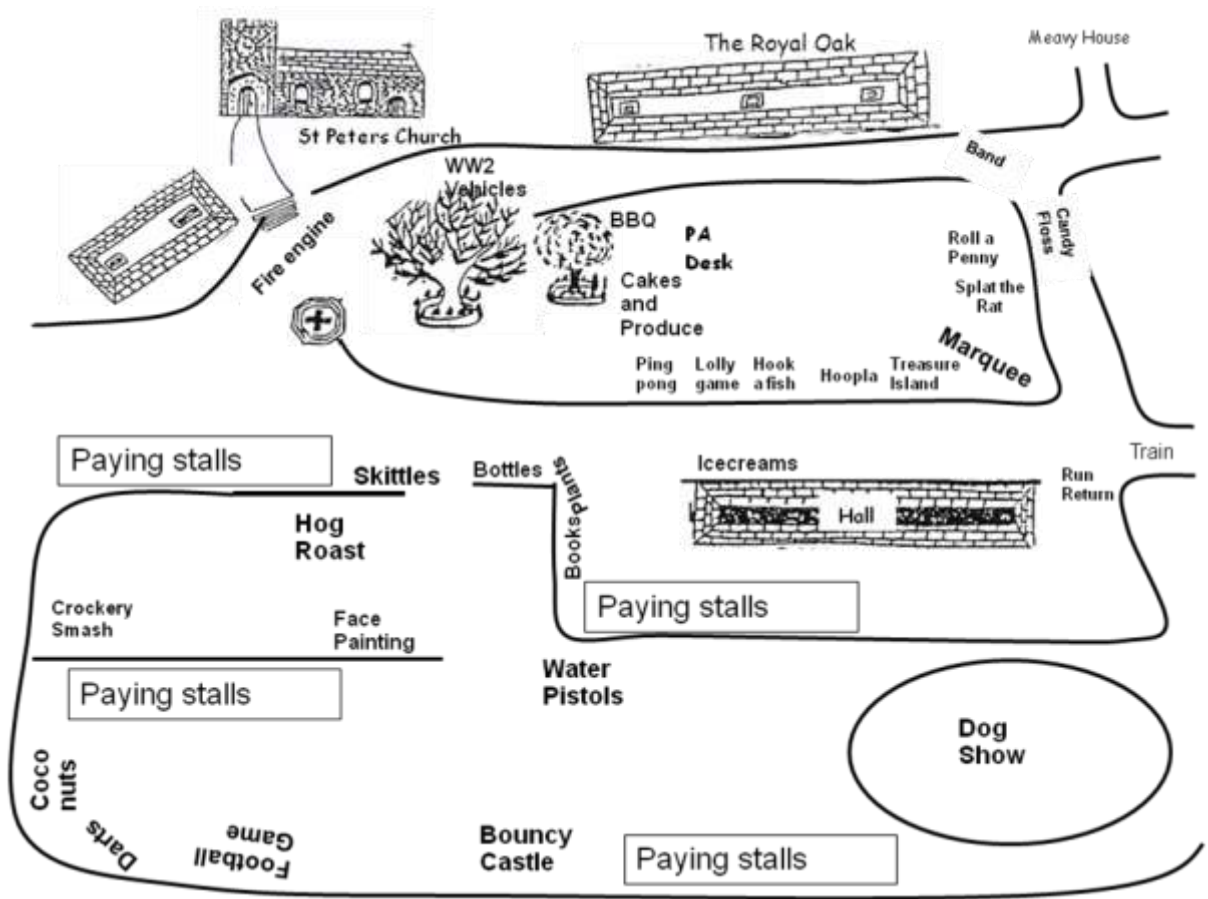 The Royal Oak
Meavy House
St Peters Church
Band
WW2
Vehicles
BBQ
Fire engine
PA
Desk
Candy
Floss
Roll a
Penny
Cakes
and
Produce
Splat the
Rat
Marquee
Ping
pong
Lolly
game
Hook
a fish
Hoopla
Treasure
Island
Paying stalls
Skittles
Bottles
Plants
Books
Icecreams
Train
Run
Return
Hall
Hog
Roast
Paying stalls
Crockery
Smash
Face
Painting
Water
Pistols
Paying stalls
Dog
Show
Coco
nuts
Darts
Football
Game
Bouncy
Castle
Paying stalls